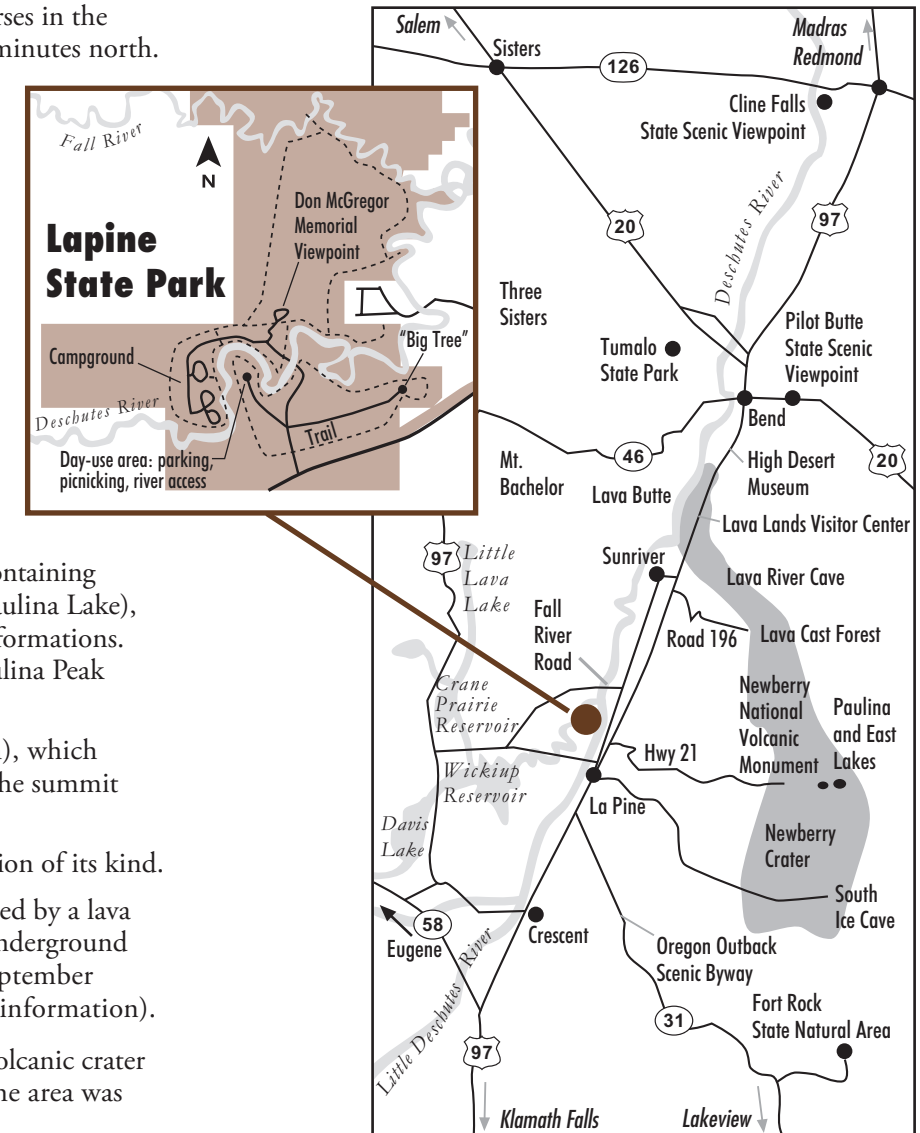 rses in the
minutes north.
Fall River
N
Lapine
State Park
Don McGregor
Memorial
Viewpoint
Campground
"Big Tree"
Deschutes River
Trail
Day-use area: parking,
picnicking, river access
ontaining
aulina Lake),
formations.
ulina Peak
), which
he summit
ion of its kind.
ed by a lava
nderground
ptember
information).
olcanic crater
ne area was
Salem
Sisters
126
Madras
Redmond
Cline Falls
State Scenic Viewpoint
20
97
Deschutes River
Three
Sisters
Tumalo
State Park
Pilot Butte
State Scenic
Viewpoint
Bend
46
20
Mt.
Bachelor
High Desert
Museum
Lava Butte
Lava Lands Visitor Center
97
Little
Lava
Lake
Sunriver
Lava River Cave
Fall
River
Road
Road 196
Lava Cast Forest
Crane
Prairie
Reservoir
Newberry
National
Volcanic
Monument
Paulina
and East
Lakes
Hwy 21
Wickiup
Reservoir
La Pine
Davis
Lake
Newberry
Crater
South
Ice Cave
58
Eugene
Crescent
Little Deschutes River
Oregon Outback
Scenic Byway
31
Fort Rock
State Natural Area
97
Klamath Falls
Lakeview